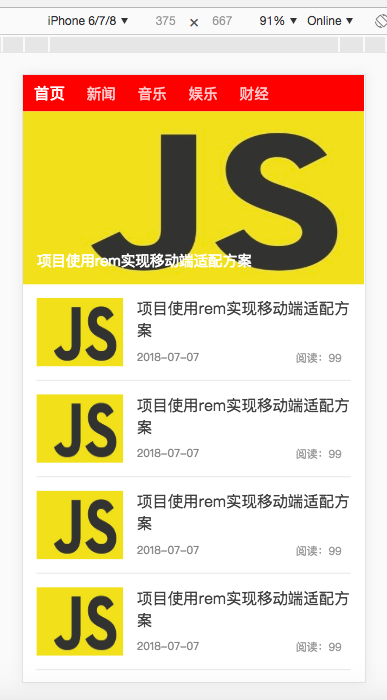 iPhone 6/7/8 ▼ 375 × 667 91% ▼ Online ▼
首页 新闻 音乐 娱乐 财经
JS
项目使用rem实现移动端适配方案
JS
项目使用rem实现移动端适配方
案
2018-07-07 阅读：99
JS
项目使用rem实现移动端适配方
案
2018-07-07 阅读：99
JS
项目使用rem实现移动端适配方
案
2018-07-07 阅读：99
JS
项目使用rem实现移动端适配方
案
2018-07-07 阅读：99